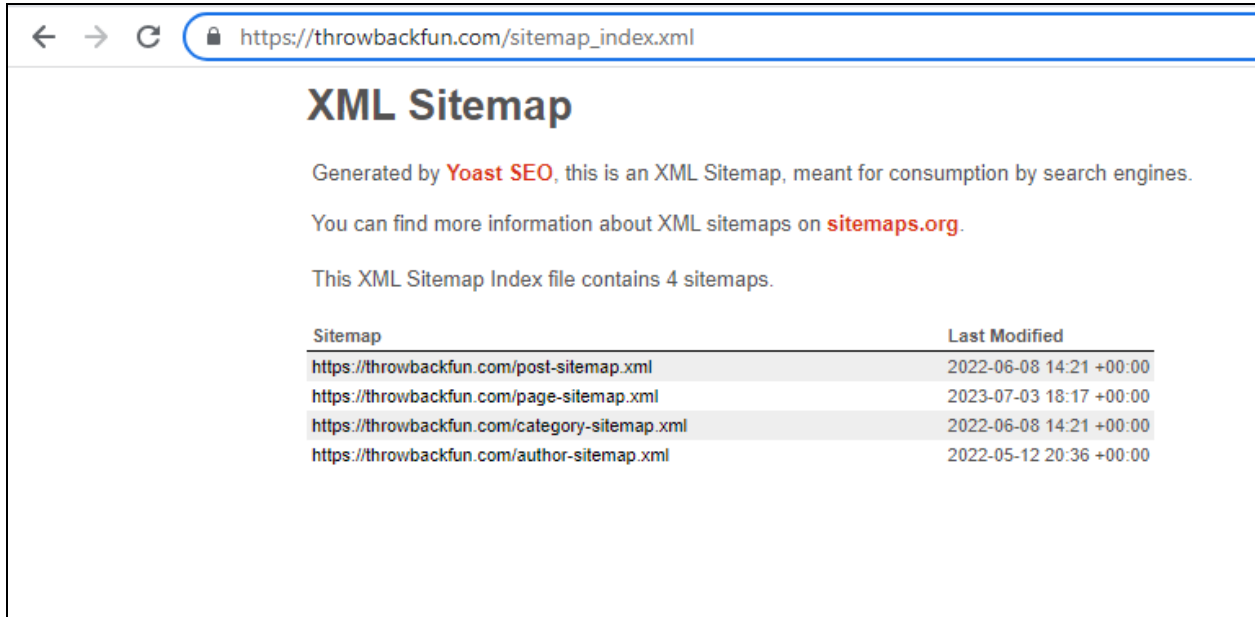 https://throwbackfun.com/sitemap_index.xml
XML Sitemap
Generated by Yoast SEO, this is an XML Sitemap, meant for consumption by search engines.
You can find more information about XML sitemaps on sitemaps.org.
This XML Sitemap Index file contains 4 sitemaps.
Sitemap Last Modified
https://throwbackfun.com/post-sitemap.xml 2022-06-08 14:21 +00:00
https://throwbackfun.com/page-sitemap.xml 2023-07-03 18:17 +00:00
https://throwbackfun.com/category-sitemap.xml 2022-06-08 14:21 +00:00
https://throwbackfun.com/author-sitemap.xml 2022-05-12 20:36 +00:00